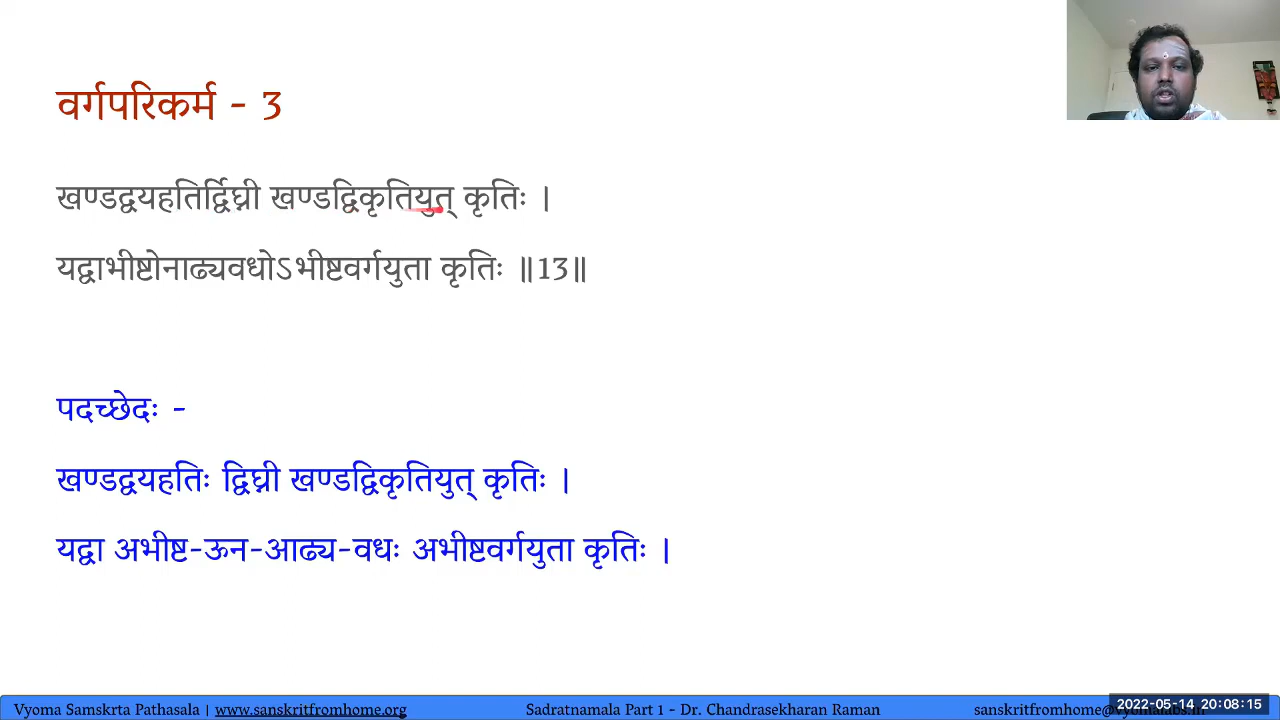 वर्गपरिकर्म - 3
खण्डद्वयहतिर्द्विघ्नी खण्डद्विकृतियुत् कृतिः ।
यद्वाभीष्टोनाढ्यवधोऽभीष्टवर्गयुता कृतिः ॥13॥
पदच्छेदः -
खण्डद्वयहतिः द्विघ्नी खण्डद्विकृतियुत् कृतिः ।
यद्वा अभीष्ट-ऊन-आढ्य-वधः अभीष्टवर्गयुता कृतिः ।
Vyoma Samskrta Pathasala | www.sanskritfromhome.org Sadratnamala Part 1 - Dr. Chandrasekharan Raman
2022-05-14 20:08:15